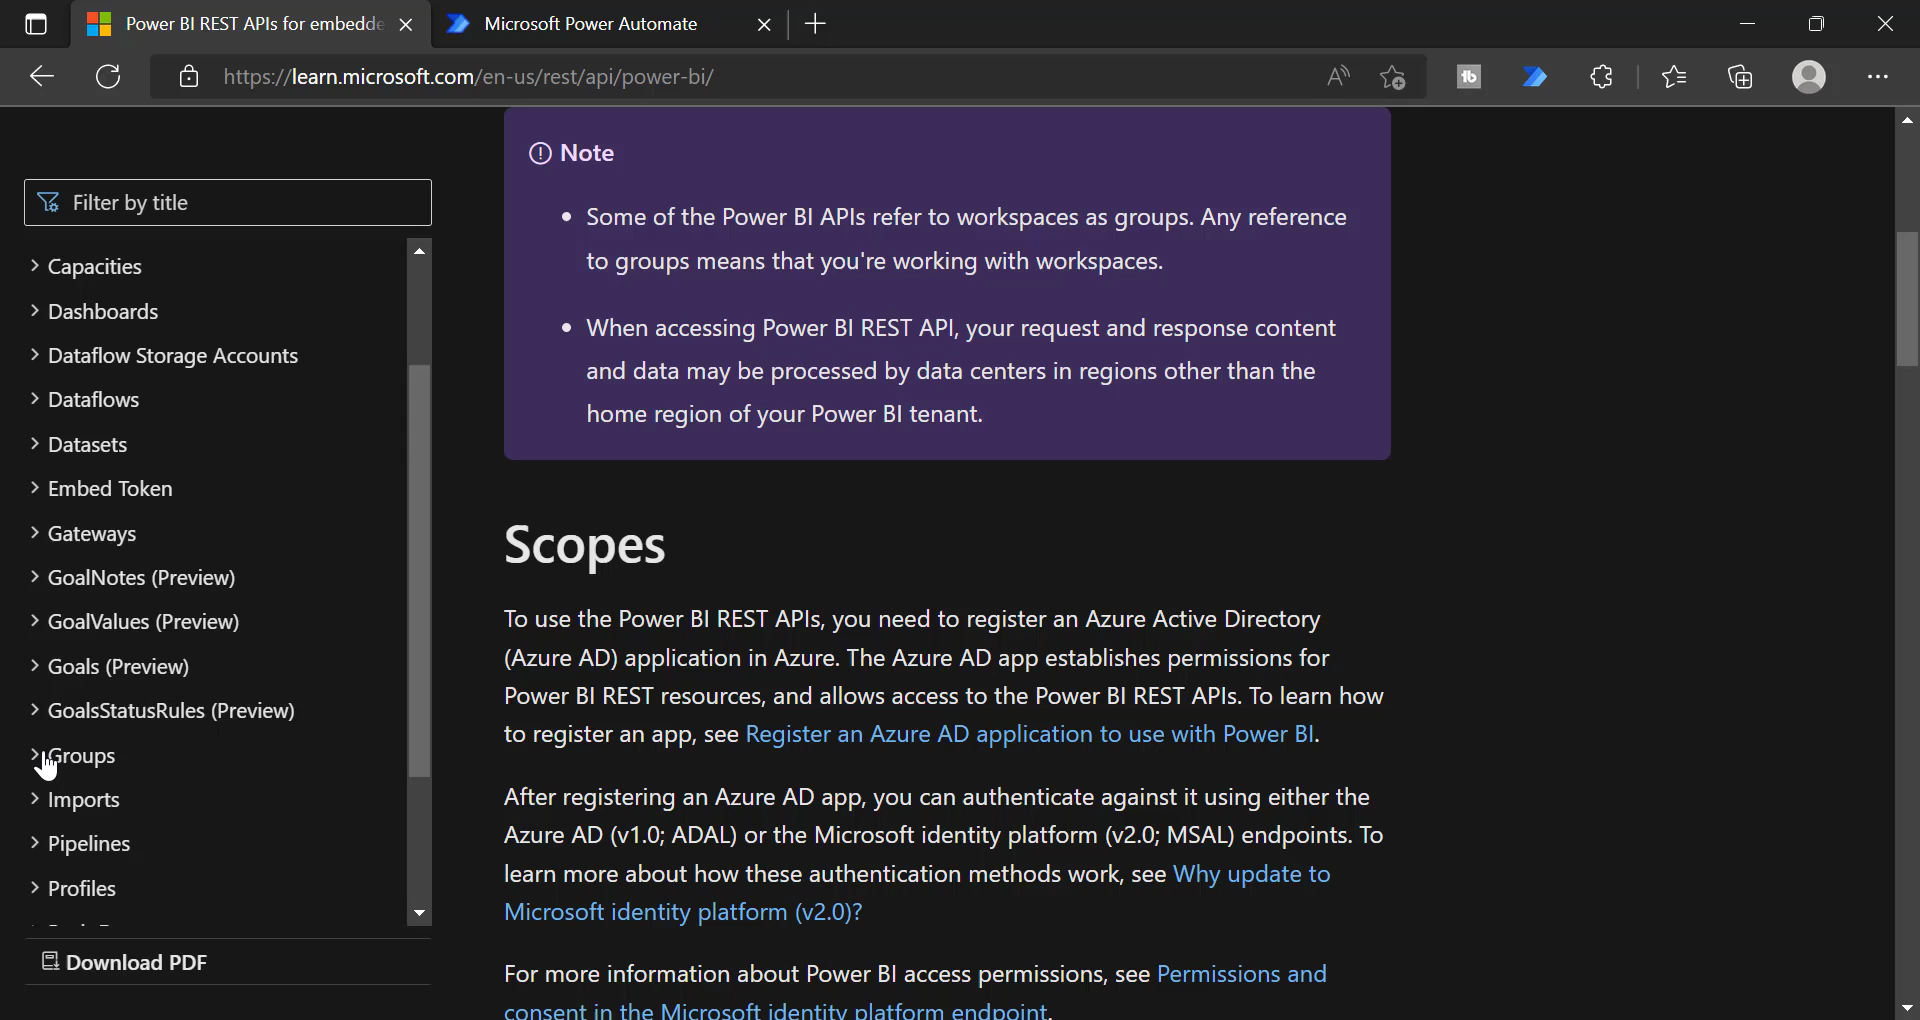 Power BI REST APIs for embedde
Microsoft Power Automate
https://learn.microsoft.com/en-us/rest/api/power-bi/
Filter by title
Capacities
Dashboards
Dataflow Storage Accounts
Dataflows
Datasets
Embed Token
Gateways
GoalNotes (Preview)
GoalValues (Preview)
Goals (Preview)
GoalsStatusRules (Preview)
Groups
Imports
Pipelines
Profiles
Download PDF
Note
• Some of the Power BI APIs refer to workspaces as groups. Any reference
to groups means that you're working with workspaces.
• When accessing Power BI REST API, your request and response content
and data may be processed by data centers in regions other than the
home region of your Power BI tenant.
Scopes
To use the Power BI REST APIs, you need to register an Azure Active Directory
(Azure AD) application in Azure. The Azure AD app establishes permissions for
Power BI REST resources, and allows access to the Power BI REST APIs. To learn how
to register an app, see Register an Azure AD application to use with Power BI.
After registering an Azure AD app, you can authenticate against it using either the
Azure AD (v1.0; ADAL) or the Microsoft identity platform (v2.0; MSAL) endpoints. To
learn more about how these authentication methods work, see Why update to
Microsoft identity platform (v2.0)?
For more information about Power BI access permissions, see Permissions and
consent in the Microsoft identity platform endpoint.